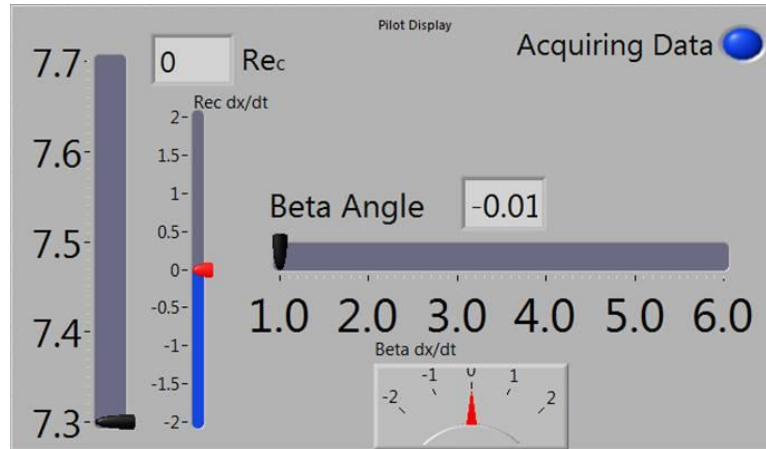 Pilot Display
Acquiring Data
0 Rec
7.7
7.6
7.5
7.4
7.3
Rec dx/dt
2
1.5
1
0.5
0
-0.5
-1
-1.5
-2
Beta Angle -0.01
1.0 2.0 3.0 4.0 5.0 6.0
Beta dx/dt
-2 -1 0 1 2